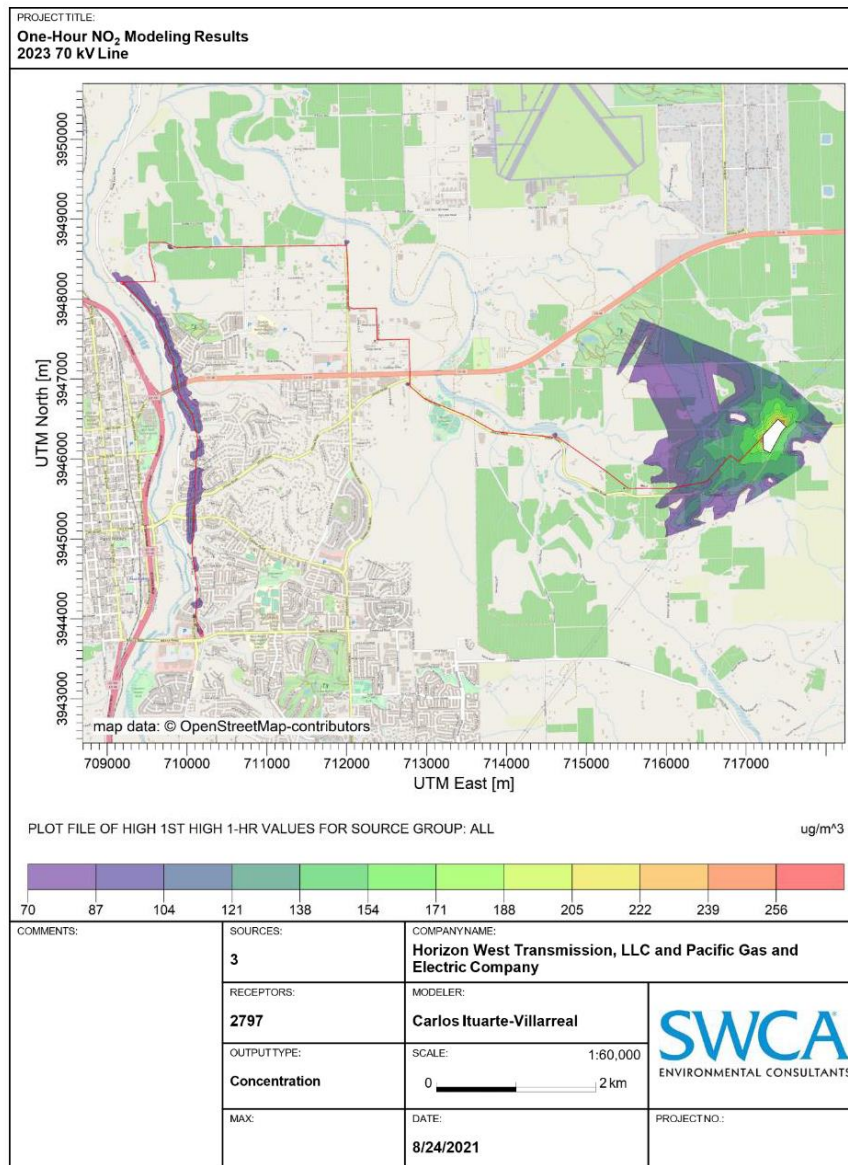 PROJECT TITLE:
One-Hour NO₂ Modeling Results
2023 70 kV Line
UTM North [m]
3950000
3949000
3948000
3947000
3946000
3945000
3944000
3943000
map data: © OpenStreetMap-contributors
709000 710000 711000 712000 713000 714000 715000 716000 717000
UTM East [m]
PLOT FILE OF HIGH 1ST HIGH 1-HR VALUES FOR SOURCE GROUP: ALL
ug/m^3
70 87 104 121 138 154 171 188 205 222 239 256
COMMENTS:
SOURCES:
3
COMPANY NAME:
Horizon West Transmission, LLC and Pacific Gas and
Electric Company
RECEPTORS:
2797
MODELER:
Carlos Ituarte-Villarreal
OUTPUT TYPE:
Concentration
SCALE:
1:60,000
0 2 km
SWCA
ENVIRONMENTAL CONSULTANTS
MAX:
DATE:
8/24/2021
PROJECT NO.: